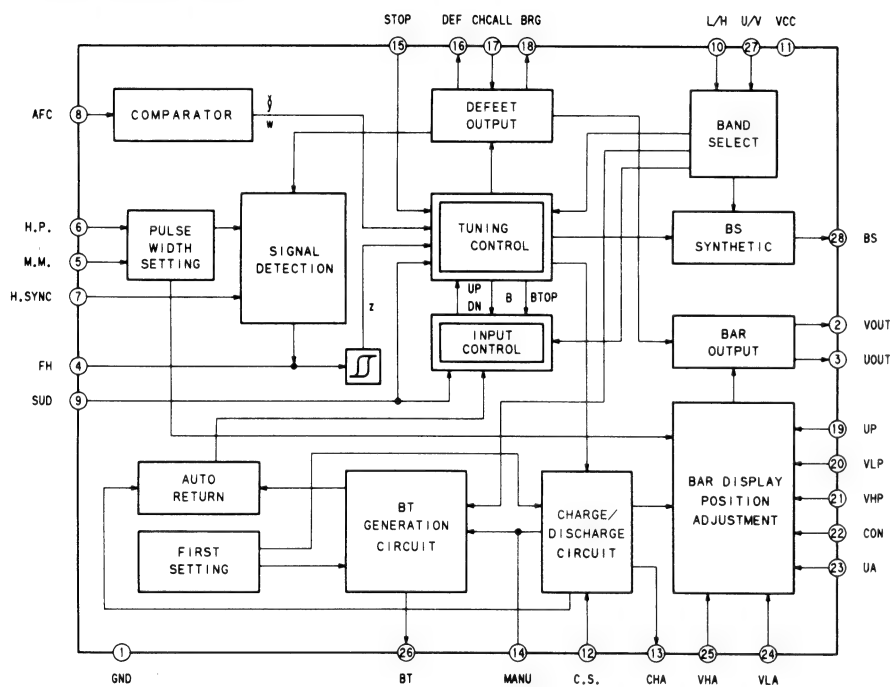 STOP DEF CHCALL BRG L/H U/V VCC
15 16 17 18 10 27 11
AFC 8 COMPARATOR
x
y
W
DEFEET
OUTPUT
BAND
SELECT
H.P. 6
M.M. 5
PULSE
WIDTH
SETTING
SIGNAL
DETECTION
TUNING
CONTROL
BS
SYNTHETIC
28 BS
H.SYNC 7
Z
UP
DN
B BTOP
INPUT
CONTROL
BAR
OUTPUT
2 VOUT
3 UOUT
FH 4
SUD 9
AUTO
RETURN
FIRST
SETTING
BT
GENERATION
CIRCUIT
CHARGE/
DISCHARGE
CIRCUIT
BAR DISPLAY
POSITION
ADJUSTMENT
19 UP
20 VLP
21 VHP
22 CON
23 UA
1 26 14 12 13 25 24
GND BT MANU C.S. CHA VHA VLA